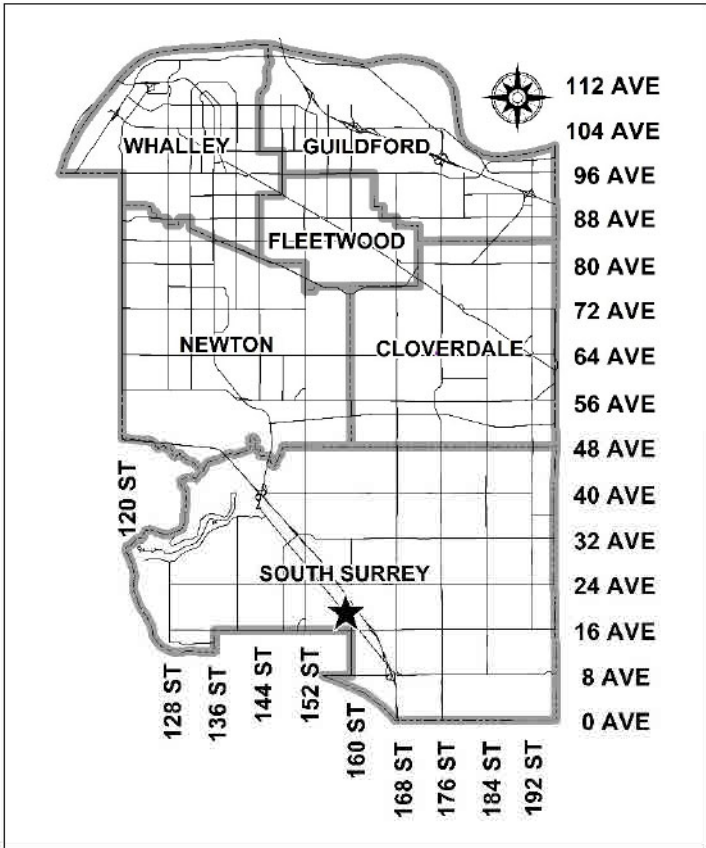 112 AVE
104 AVE
WHALLEY
GUILDFORD
96 AVE
88 AVE
FLEETWOOD
80 AVE
72 AVE
NEWTON
CLOVERDALE
64 AVE
56 AVE
48 AVE
120 ST
40 AVE
32 AVE
SOUTH SURREY
24 AVE
16 AVE
128 ST
136 ST
144 ST
152 ST
8 AVE
160 ST
0 AVE
168 ST
176 ST
184 ST
192 ST